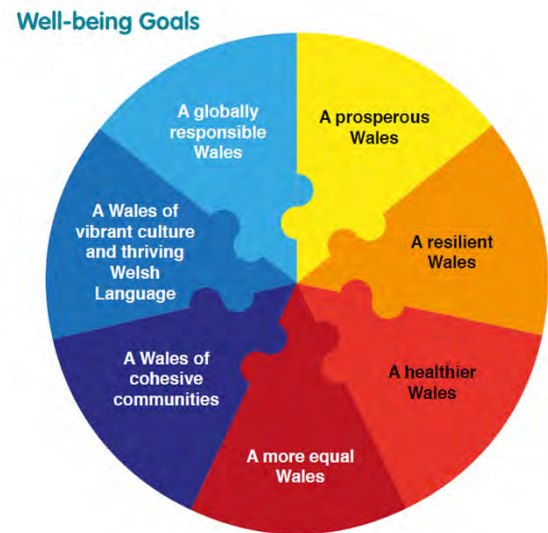 Well-being Goals
A globally
responsible
Wales
A prosperous
Wales
A Wales of
vibrant culture
and thriving
Welsh
Language
A resilient
Wales
A Wales of
cohesive
communities
A healthier
Wales
A more equal
Wales